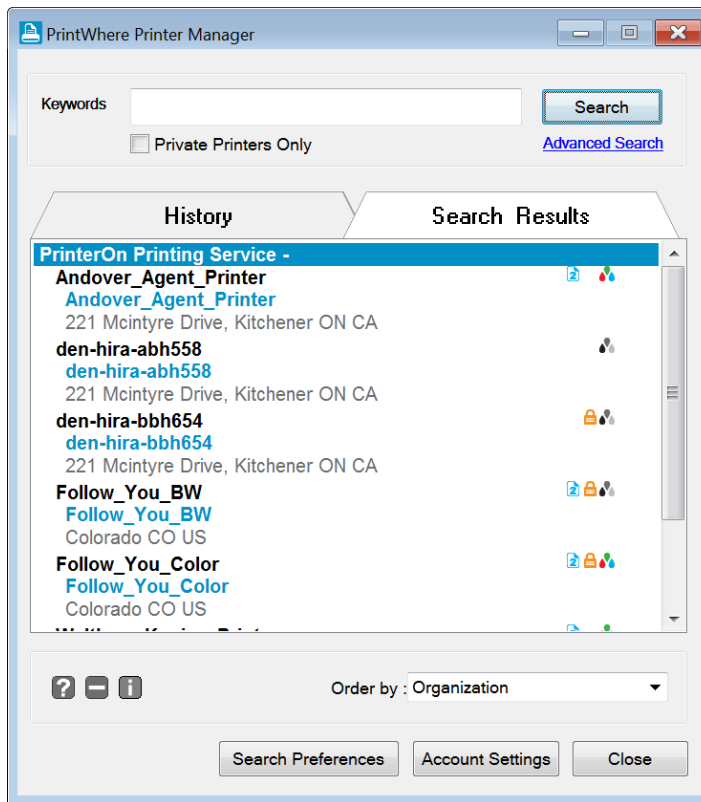 PrintWhere Printer Manager
Keywords
Search
Private Printers Only
Advanced Search
History
Search Results
PrinterOn Printing Service -
Andover_Agent_Printer
2
Andover_Agent_Printer
221 Mcintyre Drive, Kitchener ON CA
den-hira-abh558
den-hira-abh558
221 Mcintyre Drive, Kitchener ON CA
den-hira-bbh654
den-hira-bbh654
221 Mcintyre Drive, Kitchener ON CA
Follow_You_BW
2
Follow_You_BW
Colorado CO US
Follow_You_Color
2
Follow_You_Color
Colorado CO US
? – i
Order by : Organization
Search Preferences
Account Settings
Close